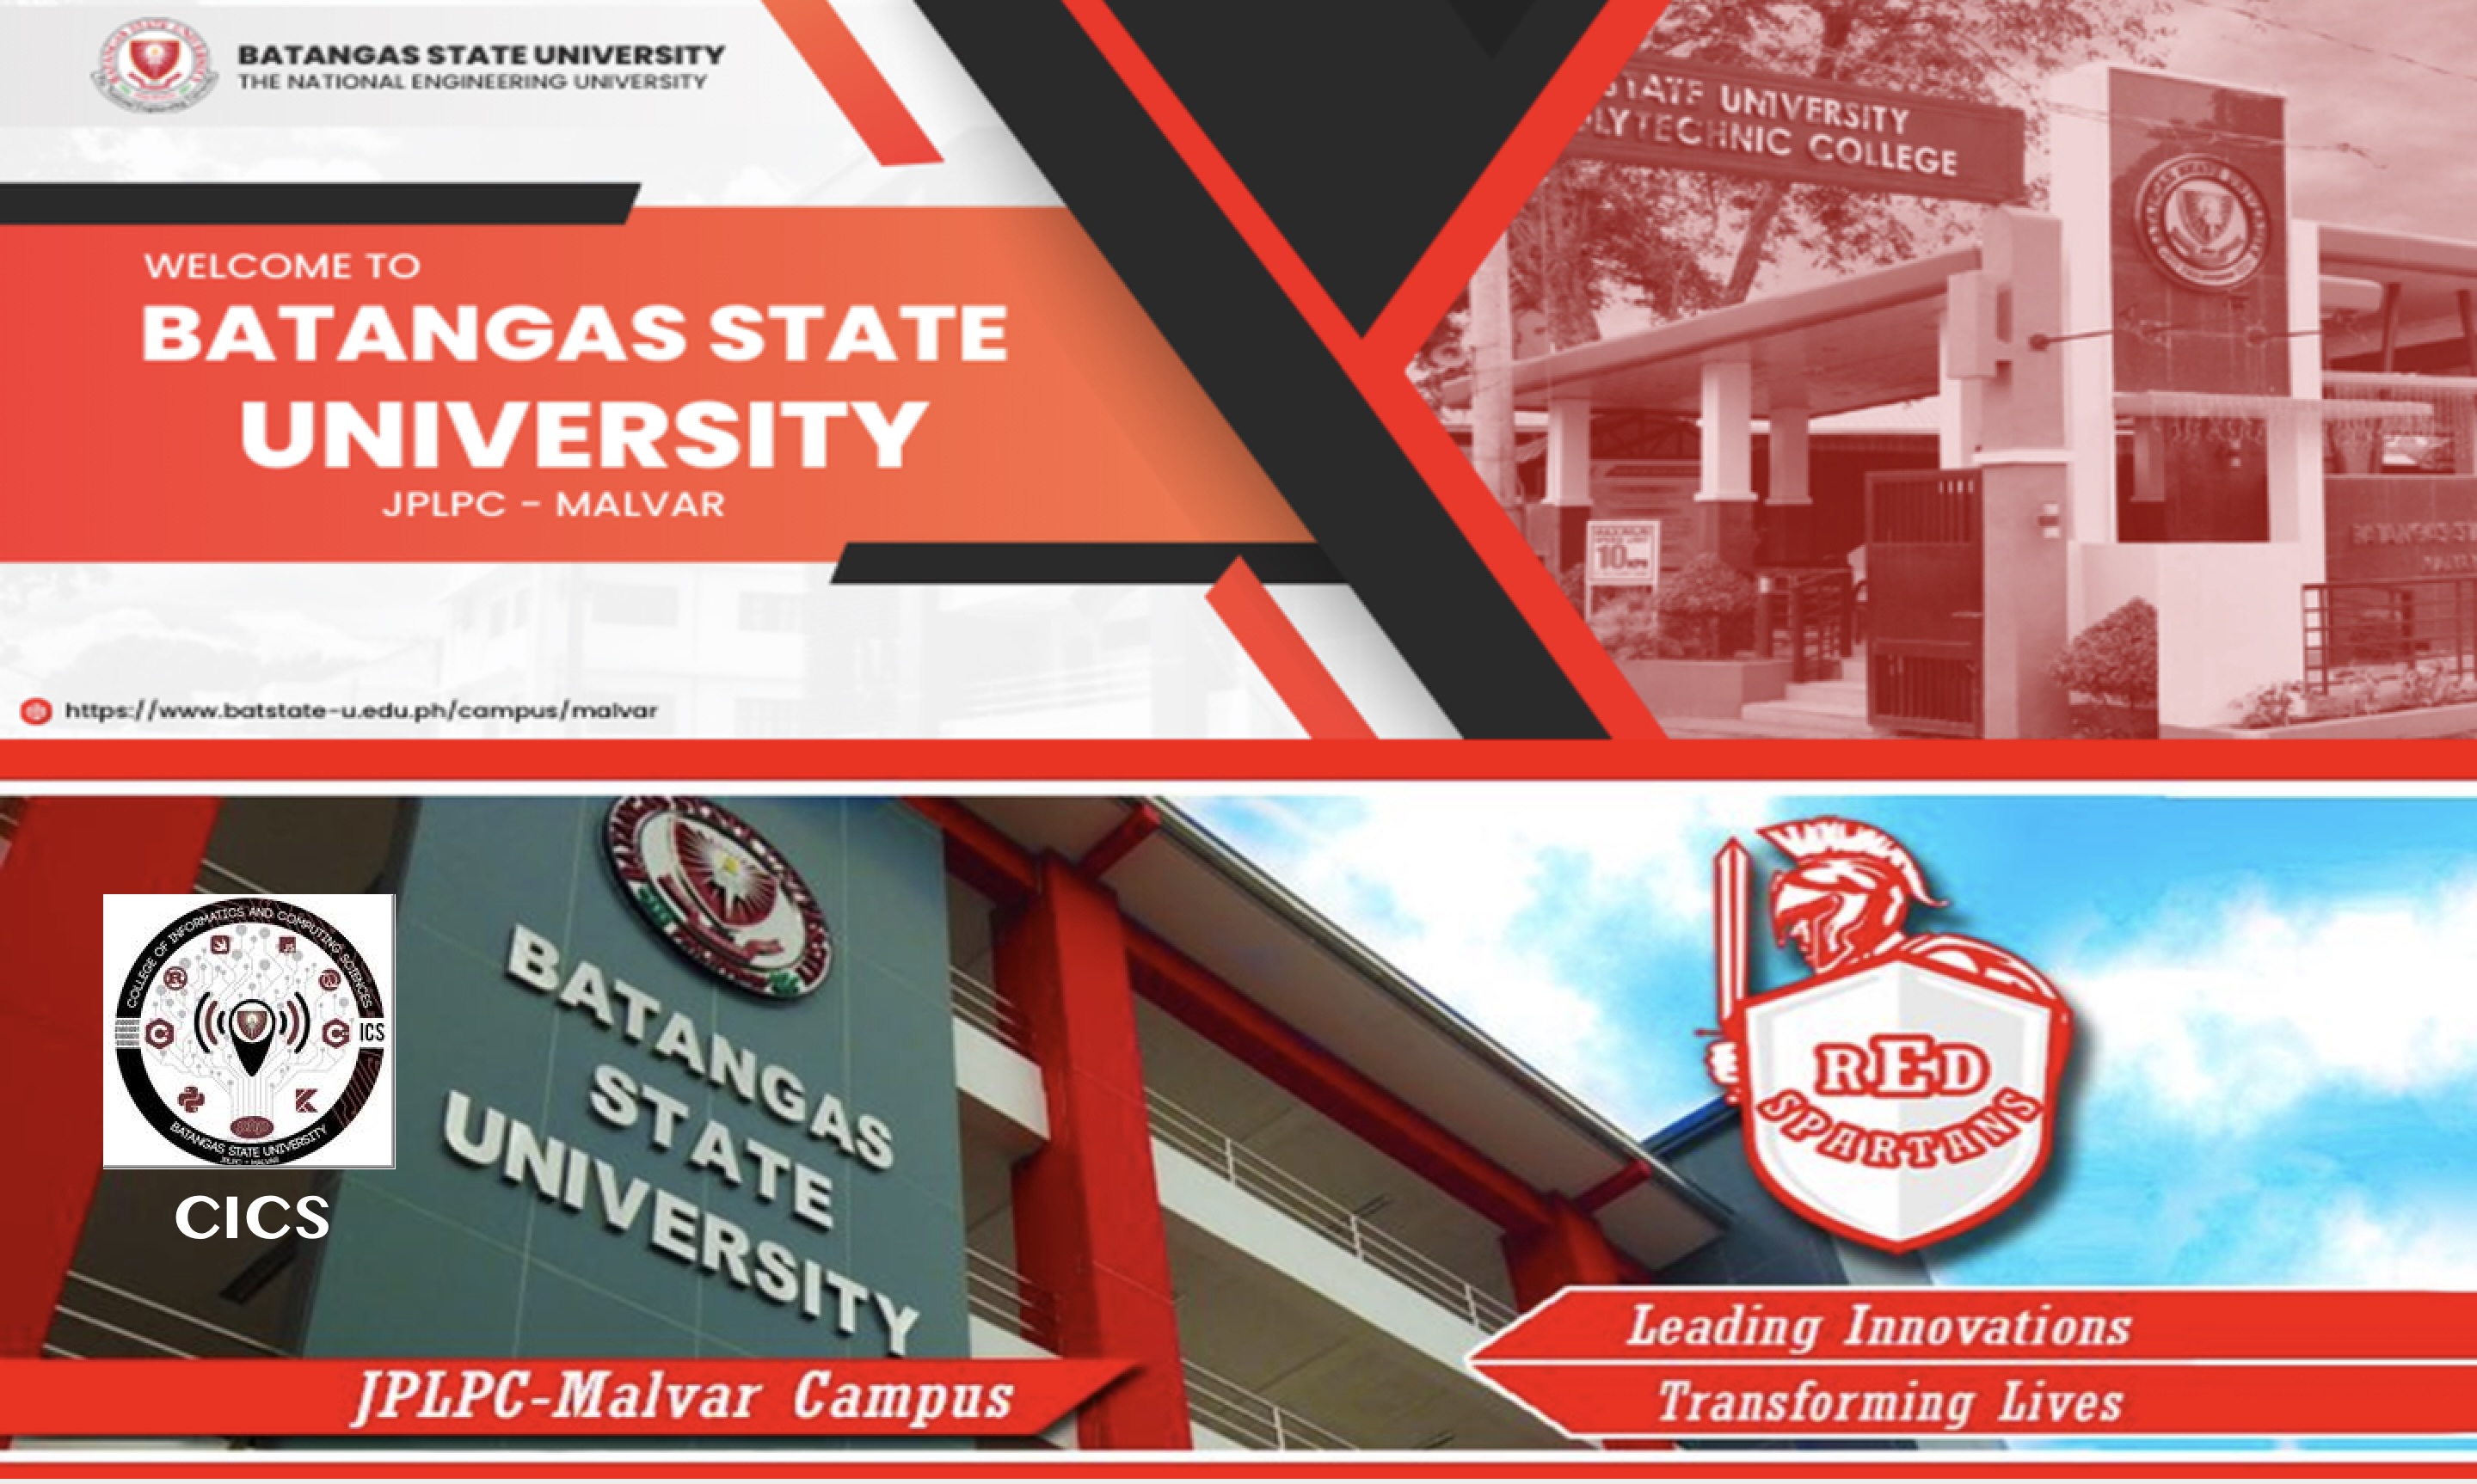 BATANGAS STATE UNIVERSITY
THE NATIONAL ENGINEERING UNIVERSITY
WELCOME TO
BATANGAS STATE
UNIVERSITY
JPLPC - MALVAR
https://www.batstate-u.edu.ph/campus/malvar
STATE UNIVERSITY
POLYTECHNIC COLLEGE
10
COLLEGE OF INFORMATICS AND COMPUTING SCIENCES
JS
R
C
C
ICS
K
php
BATANGAS STATE UNIVERSITY
JPLPC - MALVAR
CICS
BATANGAS
STATE
UNIVERSITY
JPLPC-Malvar Campus
RED
SPARTANS
Leading Innovations
Transforming Lives